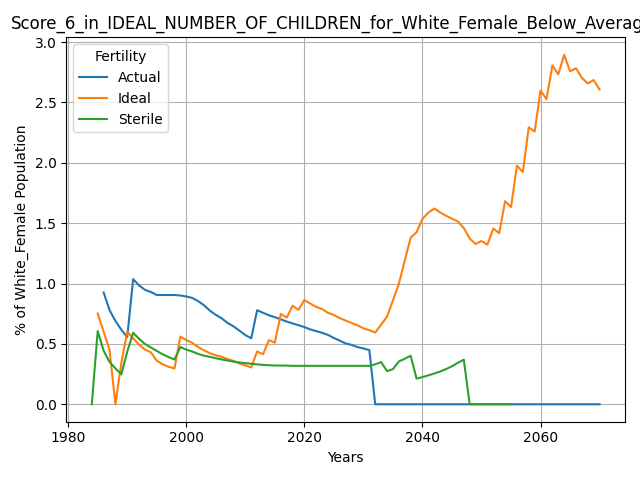 Score_6_in_IDEAL_NUMBER_OF_CHILDREN_for_White_Female_Below_Averag
3.0
2.5
2.0
1.5
1.0
0.5
0.0
% of White_Female Population
Fertility
Actual
Ideal
Sterile
1980
2000
2020
2040
2060
Years